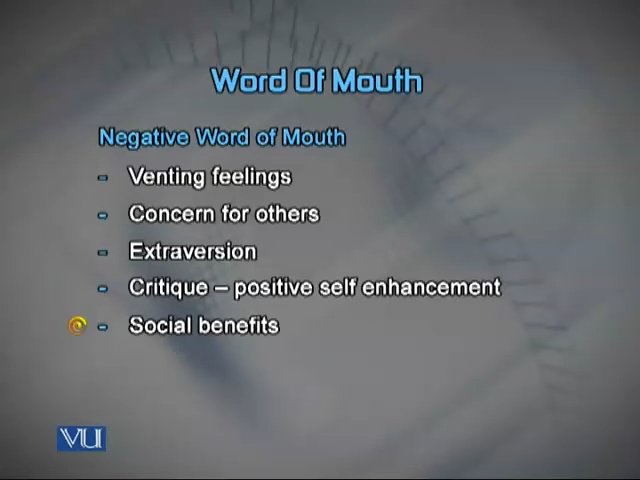 Word Of Mouth
Negative Word of Mouth
- Venting feelings
- Concern for others
- Extraversion
- Critique – positive self enhancement
- Social benefits
VU